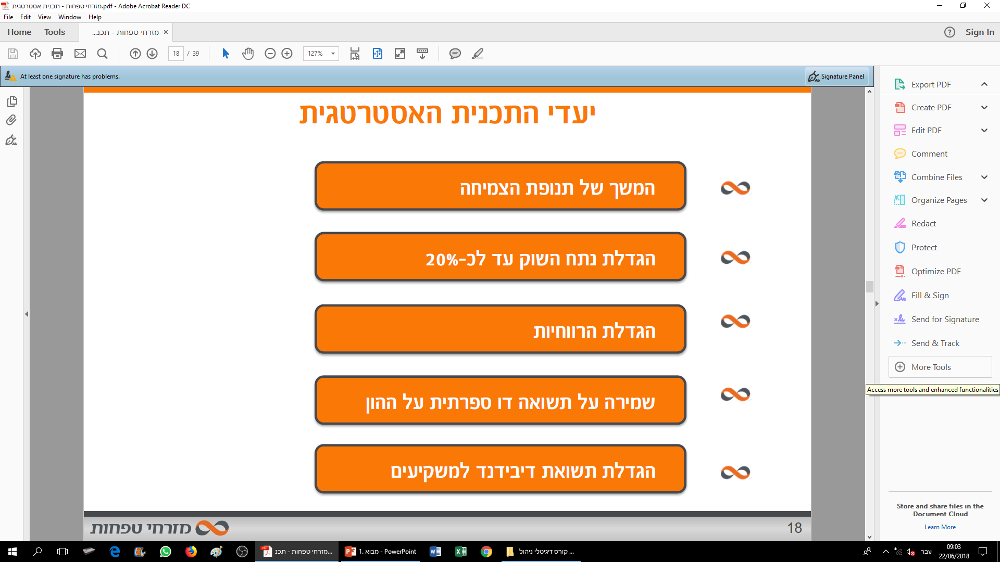 מזרחי טפחות - תכנית אסטרטגית.pdf - Adobe Acrobat Reader DC
File Edit View Window Help
Home Tools מזרחי טפחות - תכנ... × Sign In
18 / 39 127%
At least one signature has problems. Signature Panel
יעדי התכנית האסטרטגית
המשך של תנופת הצמיחה
הגדלת נתח השוק עד לכ-20%
הגדלת הרווחיות
שמירה על תשואה דו ספרתית על ההון
הגדלת תשואת דיבידנד למשקיעים
מזרחי טפחות 18
Export PDF
Create PDF
Edit PDF
Comment
Combine Files
Organize Pages
Redact
Protect
Optimize PDF
Fill & Sign
Send for Signature
Send & Track
More Tools
Access more tools and enhanced functionalities
Store and share files in the
Document Cloud
Learn More
מזרחי טפחות - תכנ... 1. מבוא - PowerPoint קורס דיגיטלי ניהול ... עבר
09:03
22/06/2018